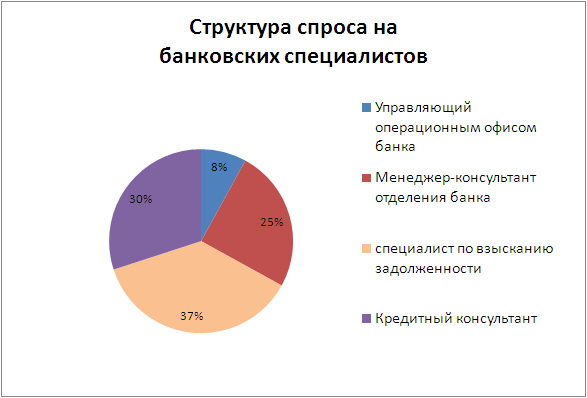 Структура спроса на
банковских специалистов
Управляющий
операционным офисом
банка
Менеджер-консультант
отделения банка
специалист по взысканию
задолженности
Кредитный консультант
8%
25%
37%
30%